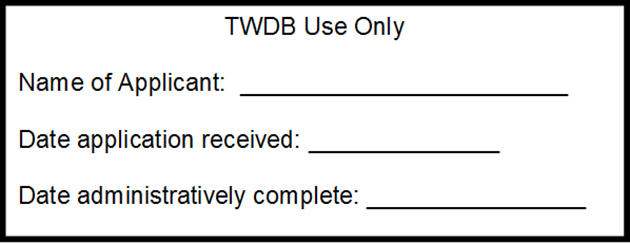 TWDB Use Only
Name of Applicant: ________________________
Date application received: ______________
Date administratively complete: ________________